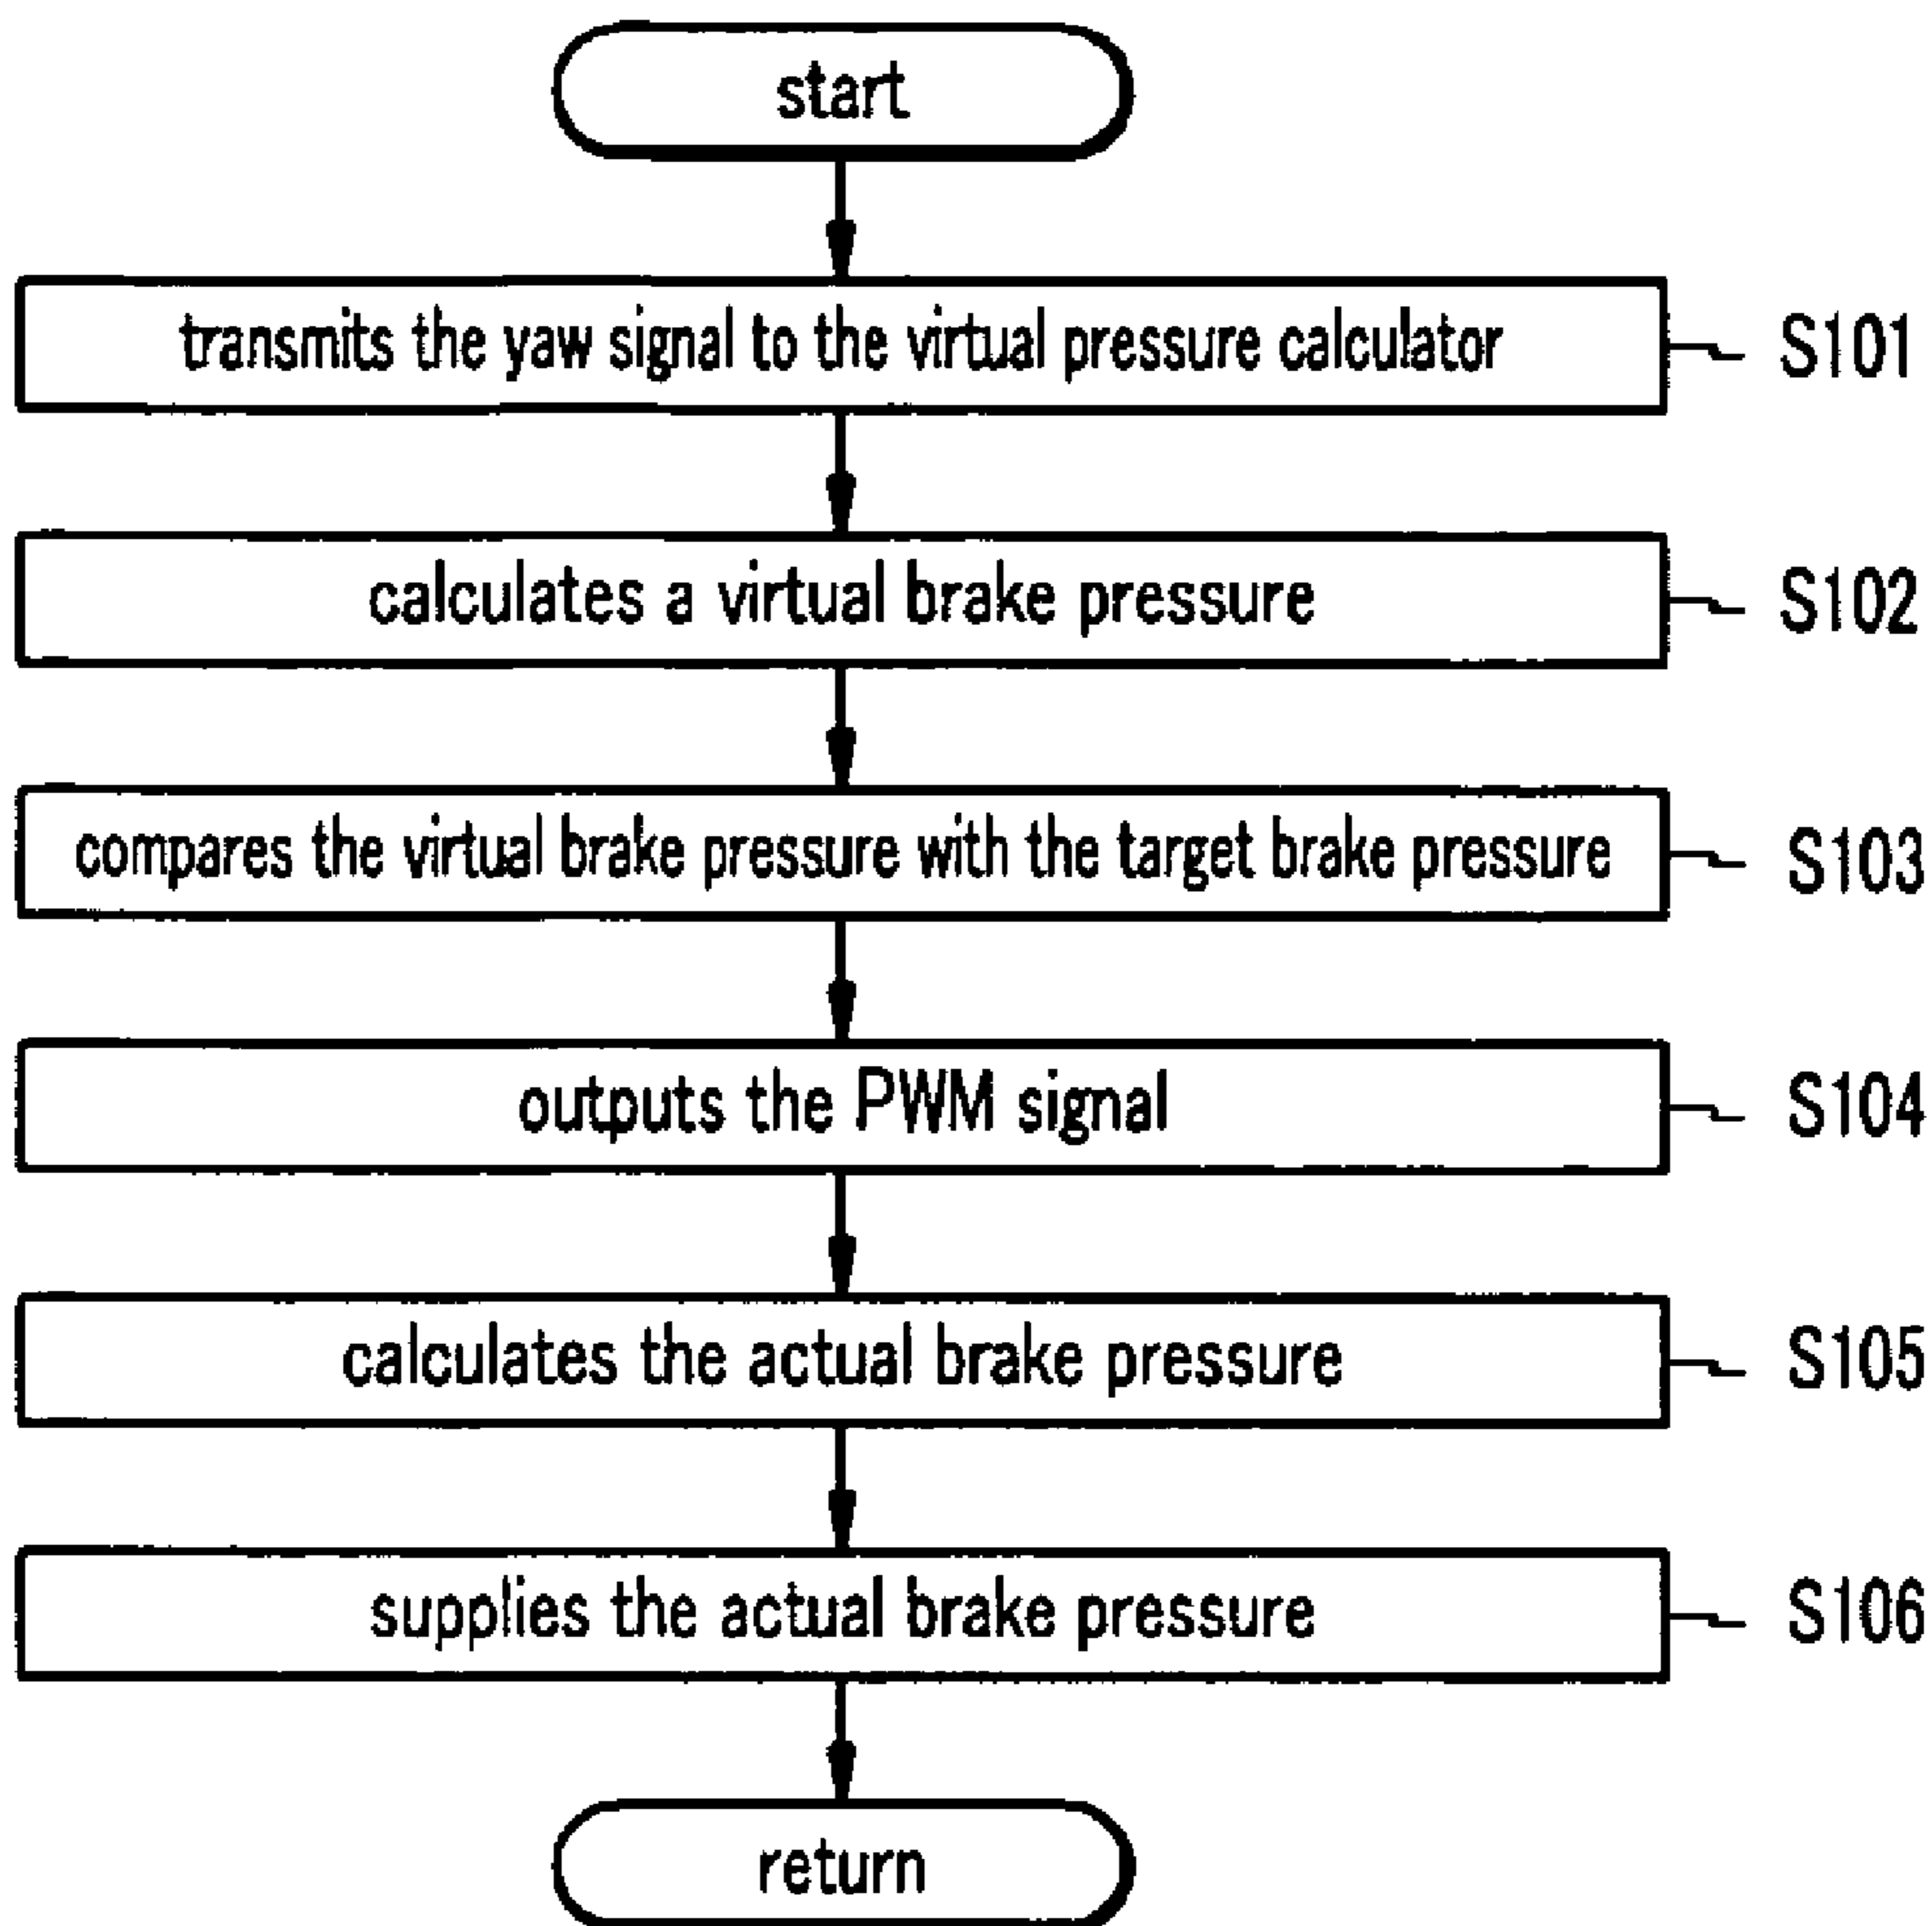 start
transmits the yaw signal to the virtual pressure calculator
S101
calculates a virtual brake pressure
S102
compares the virtual brake pressure with the target brake pressure
S103
outputs the PWM signal
S104
calculates the actual brake pressure
S105
supplies the actual brake pressure
S106
return